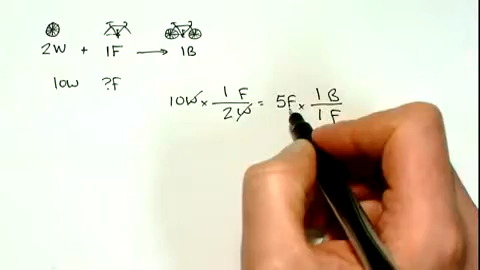 2W + 1F → 1B
10W ?F
10W × 1F/2W = 5F × 1B/1F